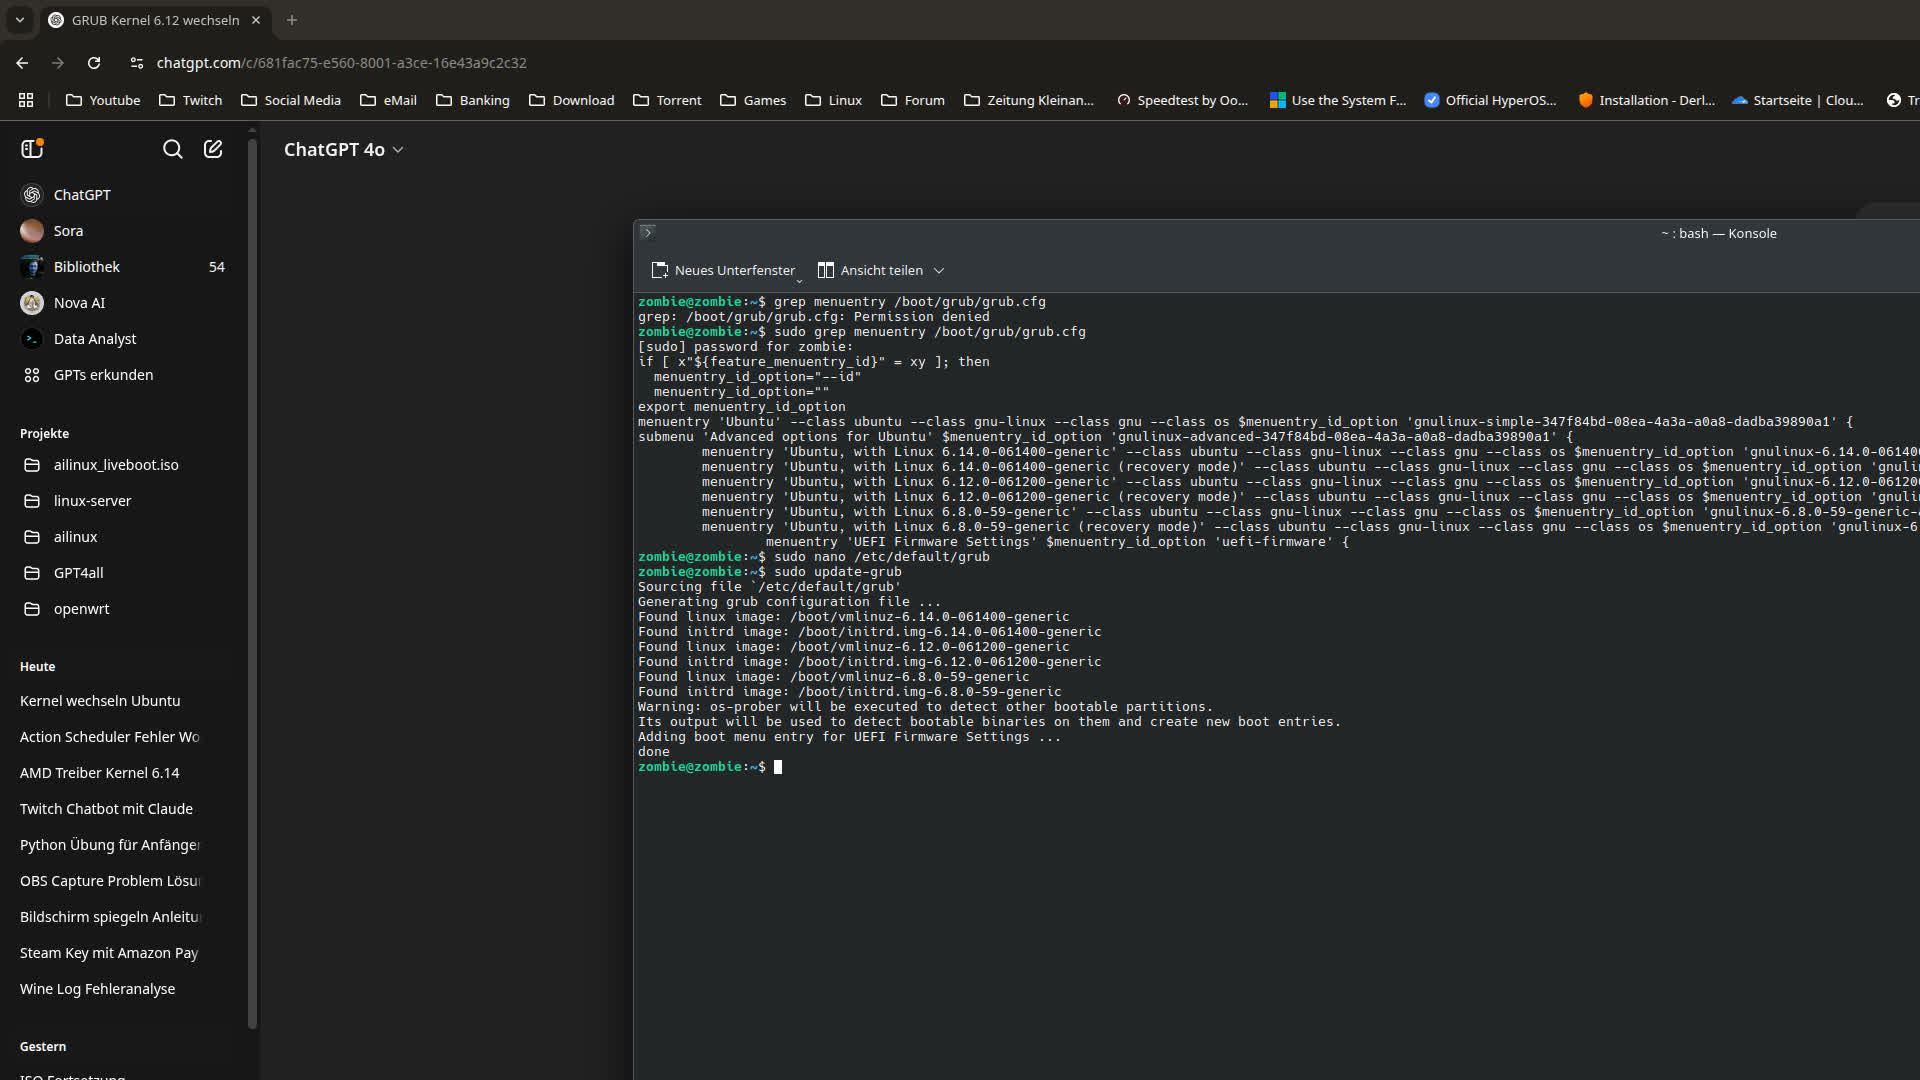 GRUB Kernel 6.12 wechseln
chatgpt.com/c/681fac75-e560-8001-a3ce-16e43a9c2c32
Youtube Twitch Social Media eMail Banking Download Torrent Games Linux Forum Zeitung Kleinan... Speedtest by Oo... Use the System F... Official HyperOS... Installation - Derl... Startseite | Clou... Tr
ChatGPT 4o
ChatGPT
Sora
Bibliothek 54
Nova AI
Data Analyst
GPTs erkunden
Projekte
ailinux_liveboot.iso
linux-server
ailinux
GPT4all
openwrt
Heute
Kernel wechseln Ubuntu
Action Scheduler Fehler Wo
AMD Treiber Kernel 6.14
Twitch Chatbot mit Claude
Python Übung für Anfänger
OBS Capture Problem Lösu
Bildschirm spiegeln Anleitu
Steam Key mit Amazon Pay
Wine Log Fehleranalyse
Gestern
ISO Fortsetzung
~ : bash — Konsole
Neues Unterfenster Ansicht teilen
zombie@zombie:~$ grep menuentry /boot/grub/grub.cfg
grep: /boot/grub/grub.cfg: Permission denied
zombie@zombie:~$ sudo grep menuentry /boot/grub/grub.cfg
[sudo] password for zombie:
if [ x"${feature_menuentry_id}" = xy ]; then
menuentry_id_option="--id"
menuentry_id_option=""
export menuentry_id_option
menuentry 'Ubuntu' --class ubuntu --class gnu-linux --class gnu --class os $menuentry_id_option 'gnulinux-simple-347f84bd-08ea-4a3a-a0a8-dadba39890a1' {
submenu 'Advanced options for Ubuntu' $menuentry_id_option 'gnulinux-advanced-347f84bd-08ea-4a3a-a0a8-dadba39890a1' {
menuentry 'Ubuntu, with Linux 6.14.0-061400-generic' --class ubuntu --class gnu-linux --class gnu --class os $menuentry_id_option 'gnulinux-6.14.0-061400
menuentry 'Ubuntu, with Linux 6.14.0-061400-generic (recovery mode)' --class ubuntu --class gnu-linux --class gnu --class os $menuentry_id_option 'gnuli
menuentry 'Ubuntu, with Linux 6.12.0-061200-generic' --class ubuntu --class gnu-linux --class gnu --class os $menuentry_id_option 'gnulinux-6.12.0-061200
menuentry 'Ubuntu, with Linux 6.12.0-061200-generic (recovery mode)' --class ubuntu --class gnu-linux --class gnu --class os $menuentry_id_option 'gnuli
menuentry 'Ubuntu, with Linux 6.8.0-59-generic' --class ubuntu --class gnu-linux --class gnu --class os $menuentry_id_option 'gnulinux-6.8.0-59-generic-a
menuentry 'Ubuntu, with Linux 6.8.0-59-generic (recovery mode)' --class ubuntu --class gnu-linux --class gnu --class os $menuentry_id_option 'gnulinux-6
menuentry 'UEFI Firmware Settings' $menuentry_id_option 'uefi-firmware' {
zombie@zombie:~$ sudo nano /etc/default/grub
zombie@zombie:~$ sudo update-grub
Sourcing file `/etc/default/grub'
Generating grub configuration file ...
Found linux image: /boot/vmlinuz-6.14.0-061400-generic
Found initrd image: /boot/initrd.img-6.14.0-061400-generic
Found linux image: /boot/vmlinuz-6.12.0-061200-generic
Found initrd image: /boot/initrd.img-6.12.0-061200-generic
Found linux image: /boot/vmlinuz-6.8.0-59-generic
Found initrd image: /boot/initrd.img-6.8.0-59-generic
Warning: os-prober will be executed to detect other bootable partitions.
Its output will be used to detect bootable binaries on them and create new boot entries.
Adding boot menu entry for UEFI Firmware Settings ...
done
zombie@zombie:~$